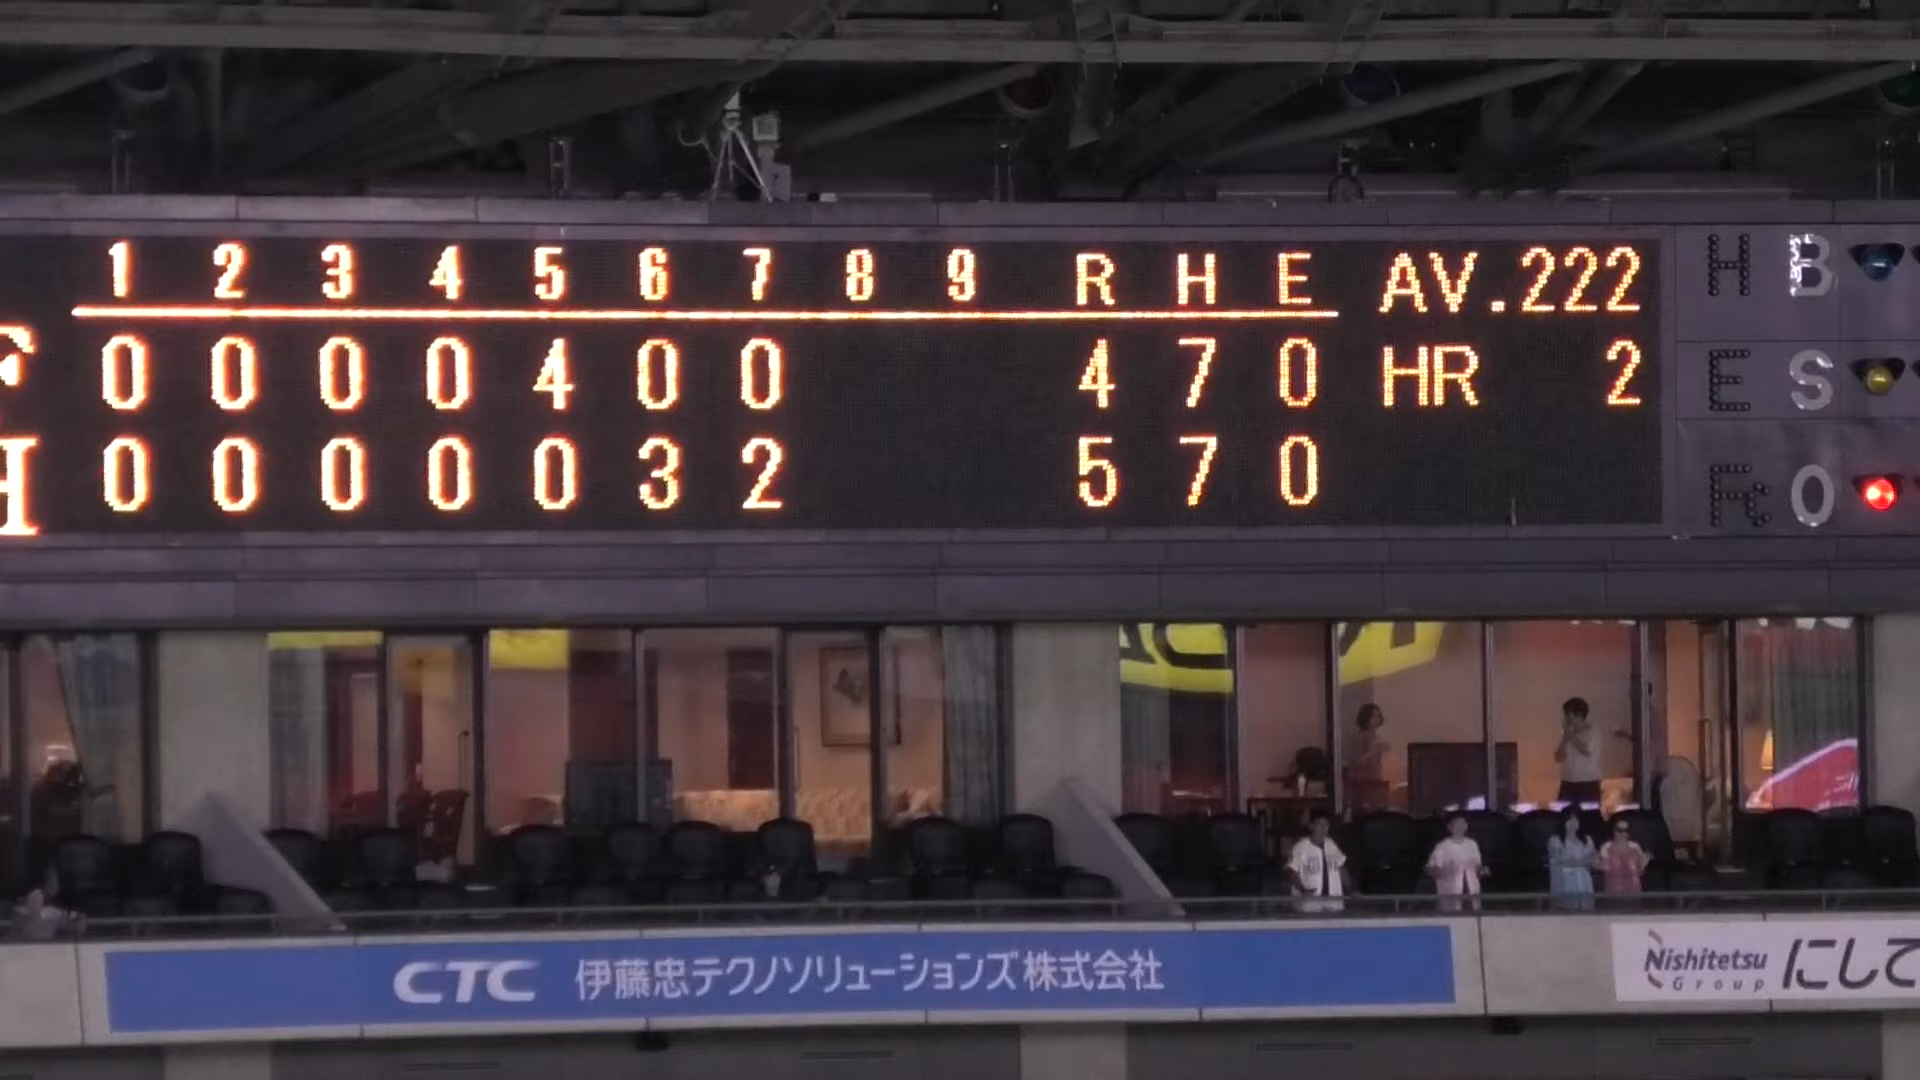 1 2 3 4 5 6 7 8 9 R H E AV.222
F 0 0 0 0 4 0 0 4 7 0 HR 2
H 0 0 0 0 0 3 2 5 7 0
H B
E S
Fc O
CTC 伊藤忠テクノソリューションズ株式会社
Nishitetsu Group にして